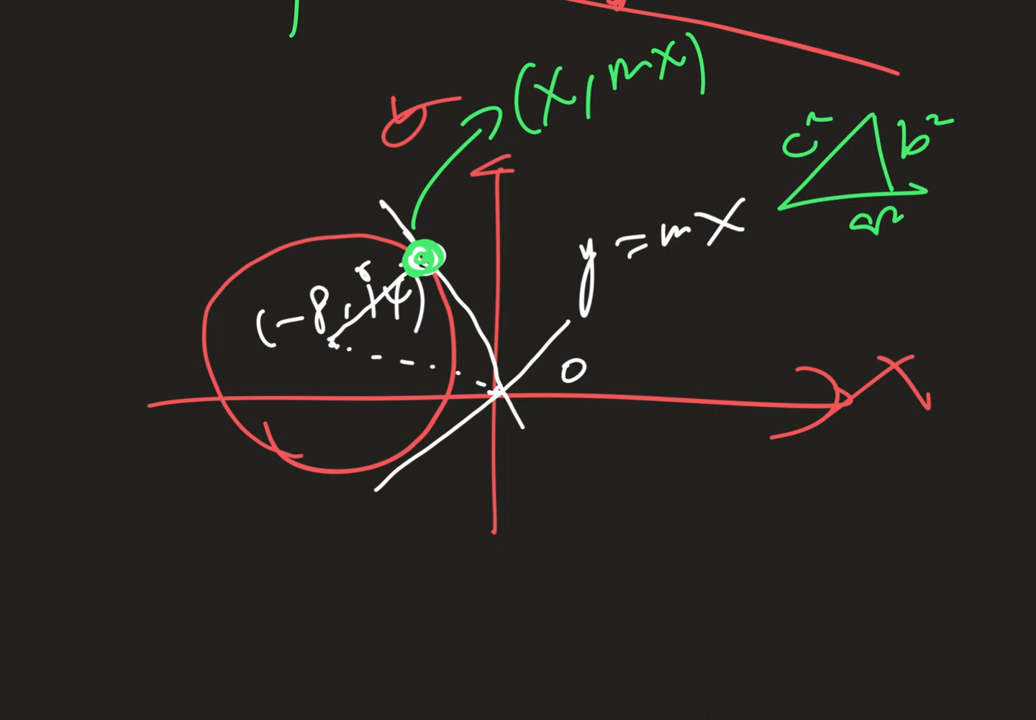 (x, mx)
c²
b²
a²
y = mx
r
(-8, 14)
0
x